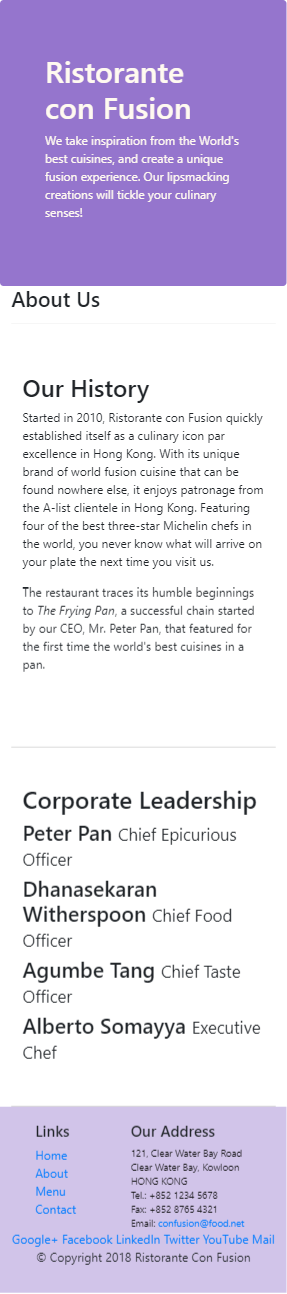 Ristorante
con Fusion
We take inspiration from the World's
best cuisines, and create a unique
fusion experience. Our lipsmacking
creations will tickle your culinary
senses!
About Us
Our History
Started in 2010, Ristorante con Fusion quickly
established itself as a culinary icon par
excellence in Hong Kong. With its unique
brand of world fusion cuisine that can be
found nowhere else, it enjoys patronage from
the A-list clientele in Hong Kong. Featuring
four of the best three-star Michelin chefs in
the world, you never know what will arrive on
your plate the next time you visit us.
The restaurant traces its humble beginnings
to The Frying Pan, a successful chain started
by our CEO, Mr. Peter Pan, that featured for
the first time the world's best cuisines in a
pan.
Corporate Leadership
Peter Pan Chief Epicurious
Officer
Dhanasekaran
Witherspoon Chief Food
Officer
Agumbe Tang Chief Taste
Officer
Alberto Somayya Executive
Chef
Links
Home
About
Menu
Contact
Our Address
121, Clear Water Bay Road
Clear Water Bay, Kowloon
HONG KONG
Tel.: +852 1234 5678
Fax: +852 8765 4321
Email: confusion@food.net
Google+ Facebook LinkedIn Twitter YouTube Mail
© Copyright 2018 Ristorante Con Fusion